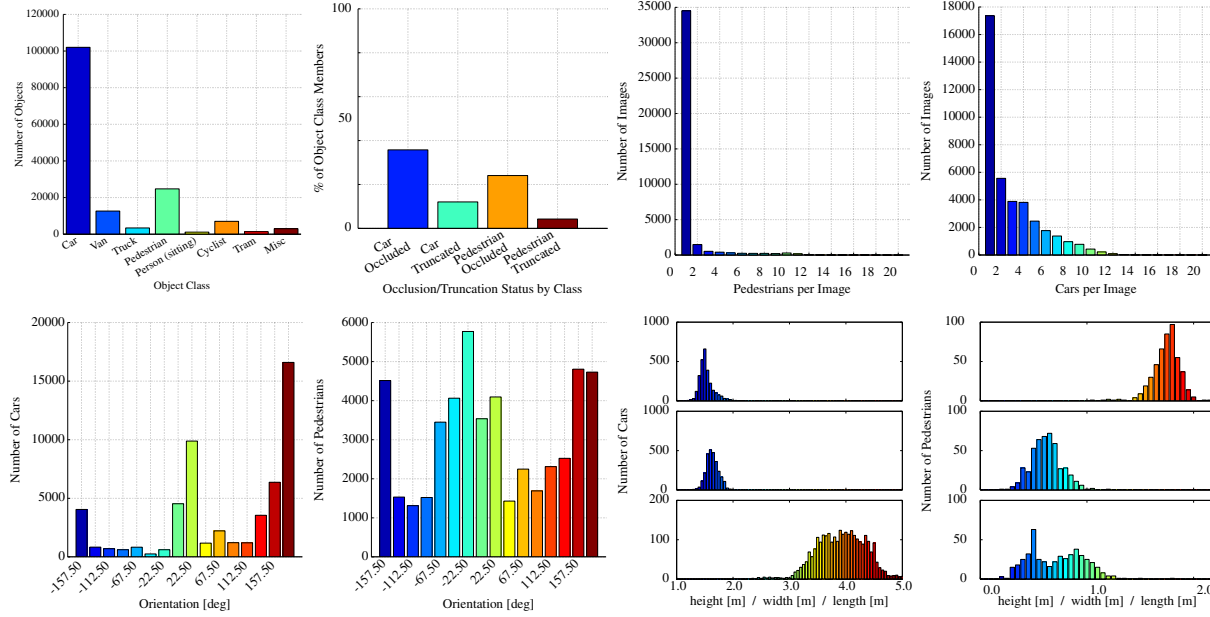 120000
100000
80000
60000
40000
20000
0
Number of Objects
Car
Van
Truck
Pedestrian
Person (sitting)
Cyclist
Tram
Misc
Object Class
100
50
0
% of Object Class Members
Car
Occluded
Car
Truncated
Pedestrian
Occluded
Pedestrian
Truncated
Occlusion/Truncation Status by Class
35000
30000
25000
20000
15000
10000
5000
0
Number of Images
0 2 4 6 8 10 12 14 16 18 20
Pedestrians per Image
18000
16000
14000
12000
10000
8000
6000
4000
2000
0
Number of Images
0 2 4 6 8 10 12 14 16 18 20
Cars per Image
20000
15000
10000
5000
0
Number of Cars
-157.50 -112.50 -67.50 -22.50 22.50 67.50 112.50 157.50
Orientation [deg]
6000
5000
4000
3000
2000
1000
0
Number of Pedestrians
-157.50 -112.50 -67.50 -22.50 22.50 67.50 112.50 157.50
Orientation [deg]
1000
500
0
1000
500
0
200
100
0
Number of Cars
1.0 2.0 3.0 4.0 5.0
height [m] / width [m] / length [m]
100
50
0
100
50
0
100
50
0
Number of Pedestrians
0.0 1.0 2.0
height [m] / width [m] / length [m]